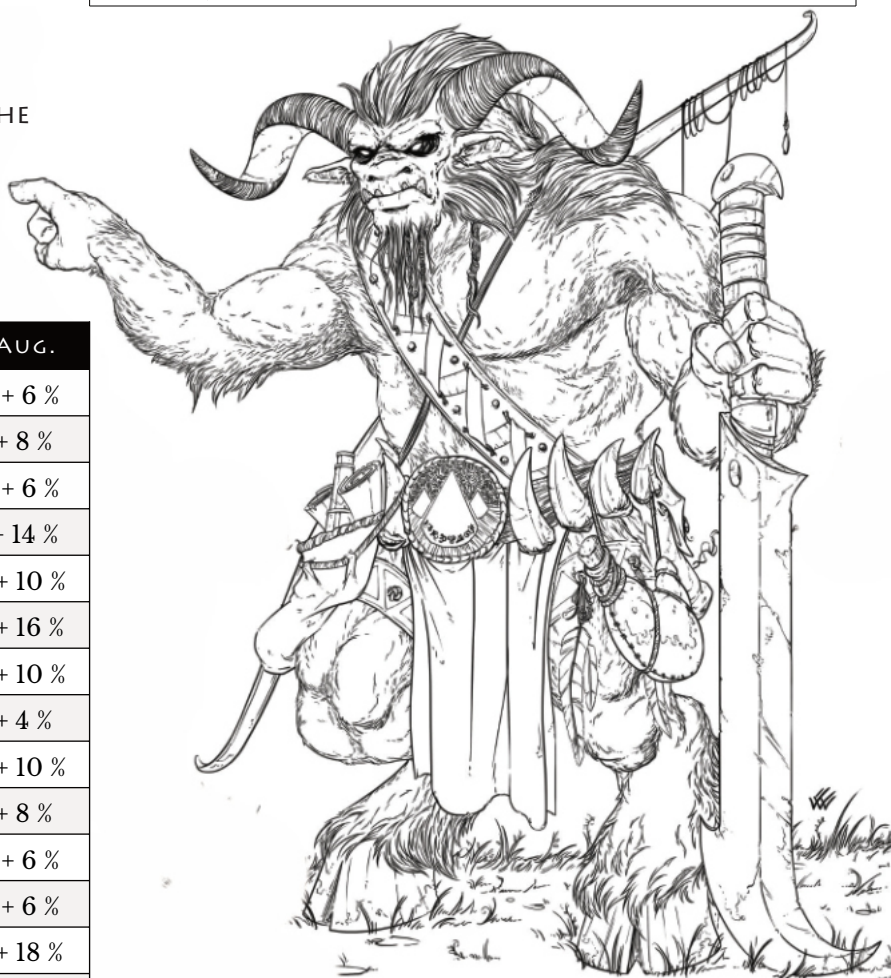 HE
AUG.
+ 6 %
+ 8 %
+ 6 %
+ 14 %
+ 10 %
+ 16 %
+ 10 %
+ 4 %
+ 10 %
+ 8 %
+ 6 %
+ 6 %
+ 18 %